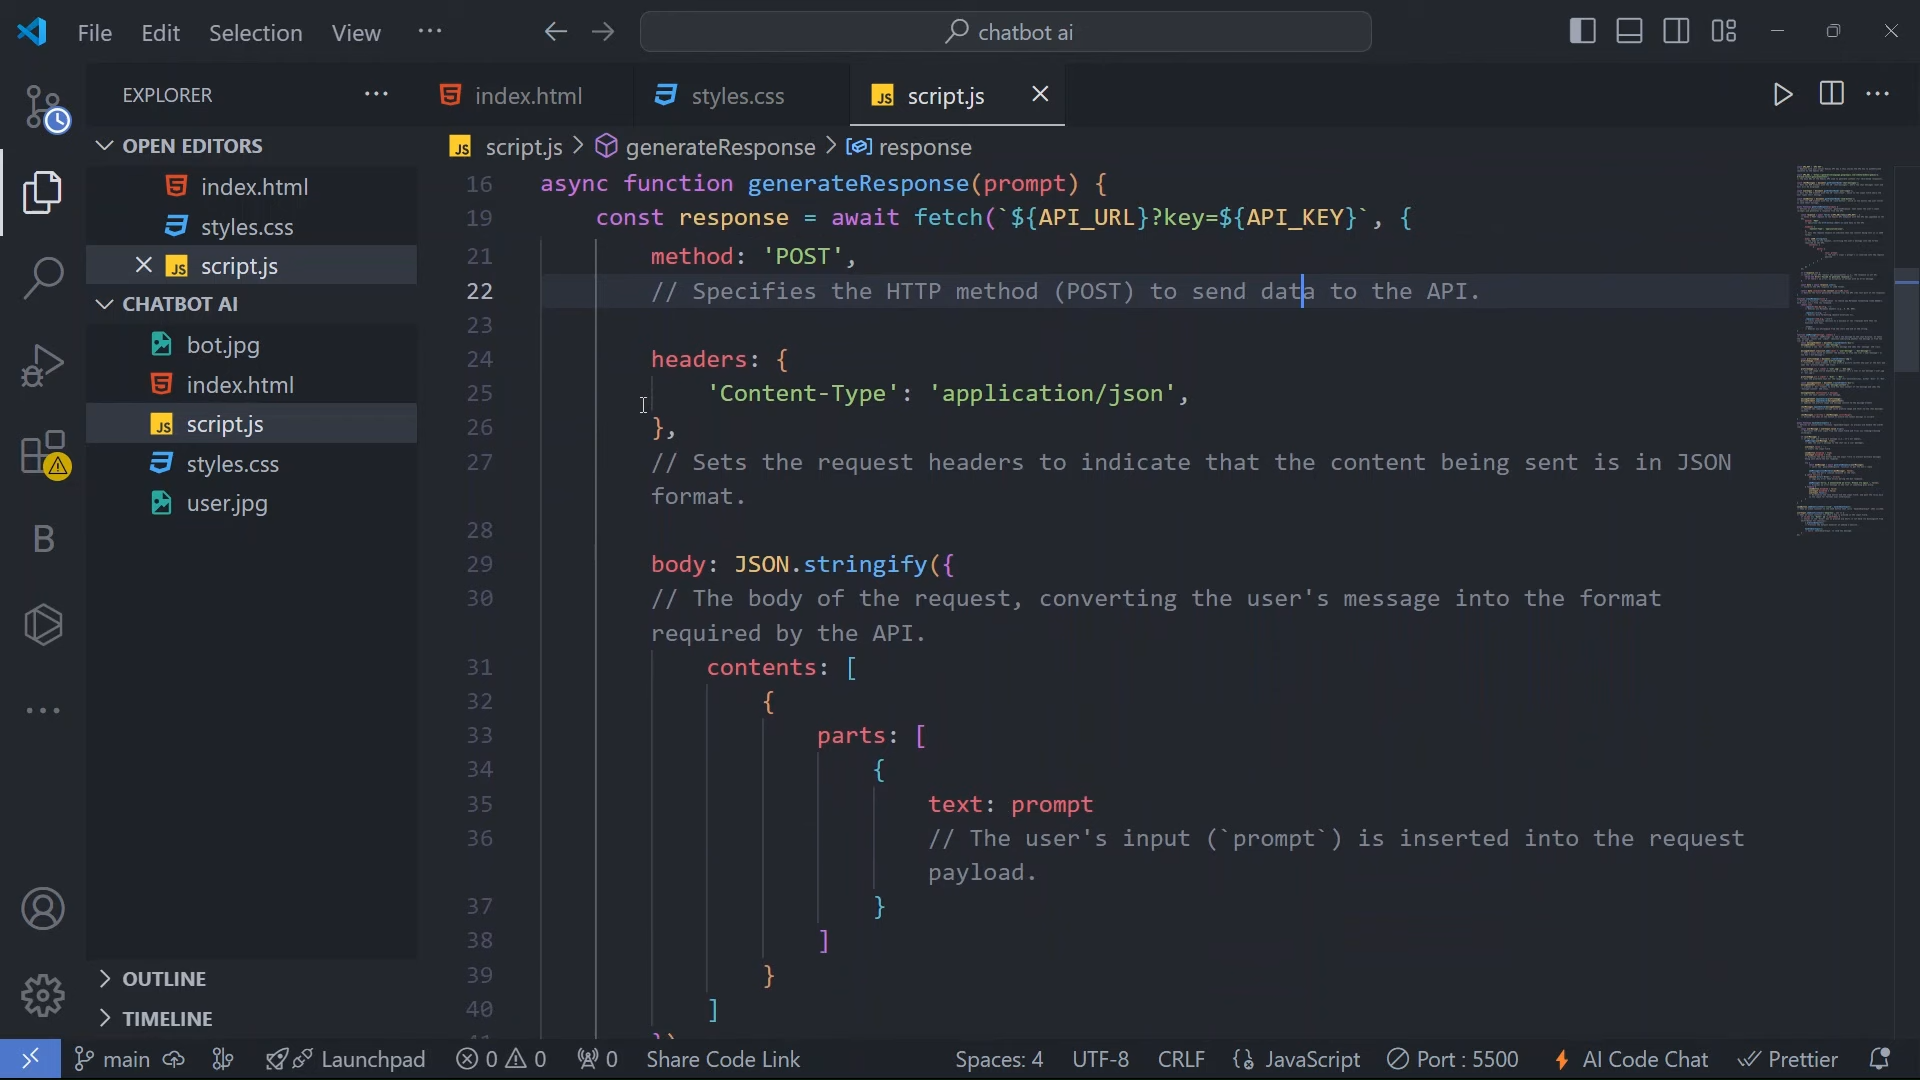 File Edit Selection View ··· chatbot ai
EXPLORER ···
index.html styles.css script.js
OPEN EDITORS
index.html
styles.css
script.js
CHATBOT AI
bot.jpg
index.html
script.js
styles.css
user.jpg
OUTLINE
TIMELINE
B
script.js > generateResponse > response
16 async function generateResponse(prompt) {
19 const response = await fetch(`${API_URL}?key=${API_KEY}`, {
21 method: 'POST',
22 // Specifies the HTTP method (POST) to send data to the API.
23
24 headers: {
25 'Content-Type': 'application/json',
26 },
27 // Sets the request headers to indicate that the content being sent is in JSON
format.
28
29 body: JSON.stringify({
30 // The body of the request, converting the user's message into the format
required by the API.
31 contents: [
32 {
33 parts: [
34 {
35 text: prompt
36 // The user's input (`prompt`) is inserted into the request
payload.
37 }
38 ]
39 }
40 ]
main Launchpad 0 0 0 Share Code Link Spaces: 4 UTF-8 CRLF JavaScript Port : 5500 AI Code Chat Prettier